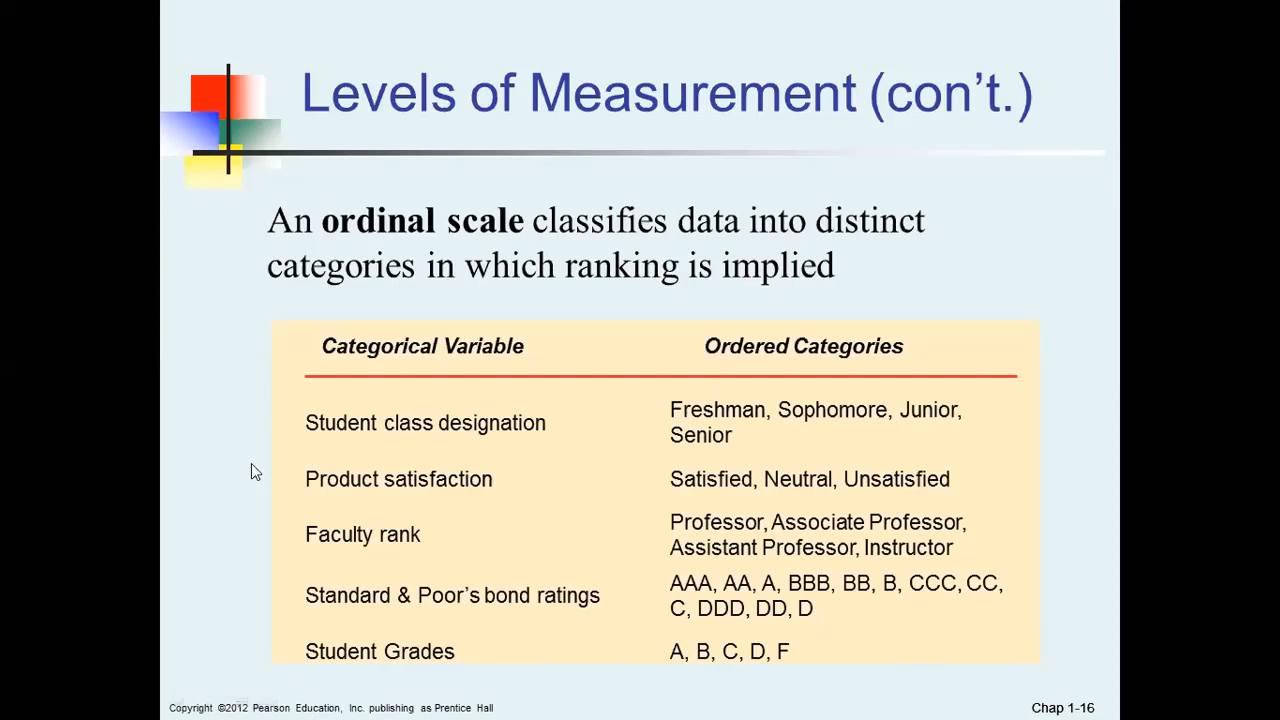 Levels of Measurement (con’t.)
An ordinal scale classifies data into distinct
categories in which ranking is implied
Categorical Variable Ordered Categories
Student class designation
Freshman, Sophomore, Junior,
Senior
Product satisfaction Satisfied, Neutral, Unsatisfied
Faculty rank
Professor, Associate Professor,
Assistant Professor, Instructor
Standard & Poor’s bond ratings
AAA, AA, A, BBB, BB, B, CCC, CC,
C, DDD, DD, D
Student Grades A, B, C, D, F
Copyright ©2012 Pearson Education, Inc. publishing as Prentice Hall
Chap 1-16